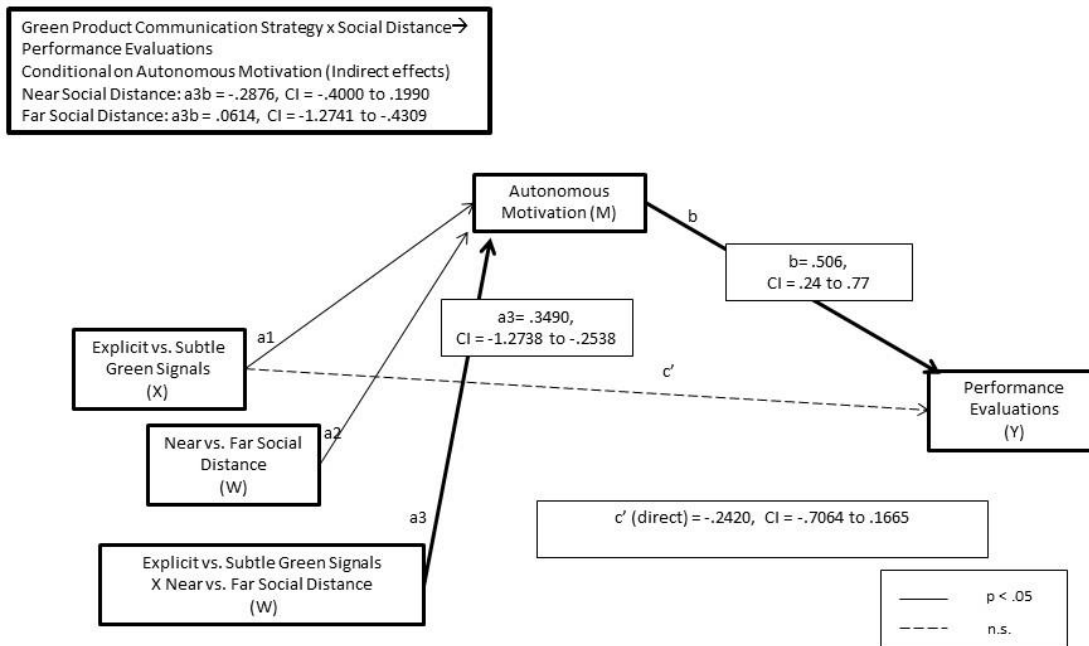 Green Product Communication Strategy x Social Distance→
Performance Evaluations
Conditional on Autonomous Motivation (Indirect effects)
Near Social Distance: a3b = -.2876, CI = -.4000 to .1990
Far Social Distance: a3b = .0614, CI = -1.2741 to -.4309
Autonomous
Motivation (M)
b
b= .506,
CI = .24 to .77
a3= .3490,
CI = -1.2738 to -.2538
a1
Explicit vs. Subtle
Green Signals
(X)
c’
Performance
Evaluations
(Y)
a2
Near vs. Far Social
Distance
(W)
a3
c’ (direct) = -.2420, CI = -.7064 to .1665
Explicit vs. Subtle Green Signals
X Near vs. Far Social Distance
(W)
p < .05
n.s.